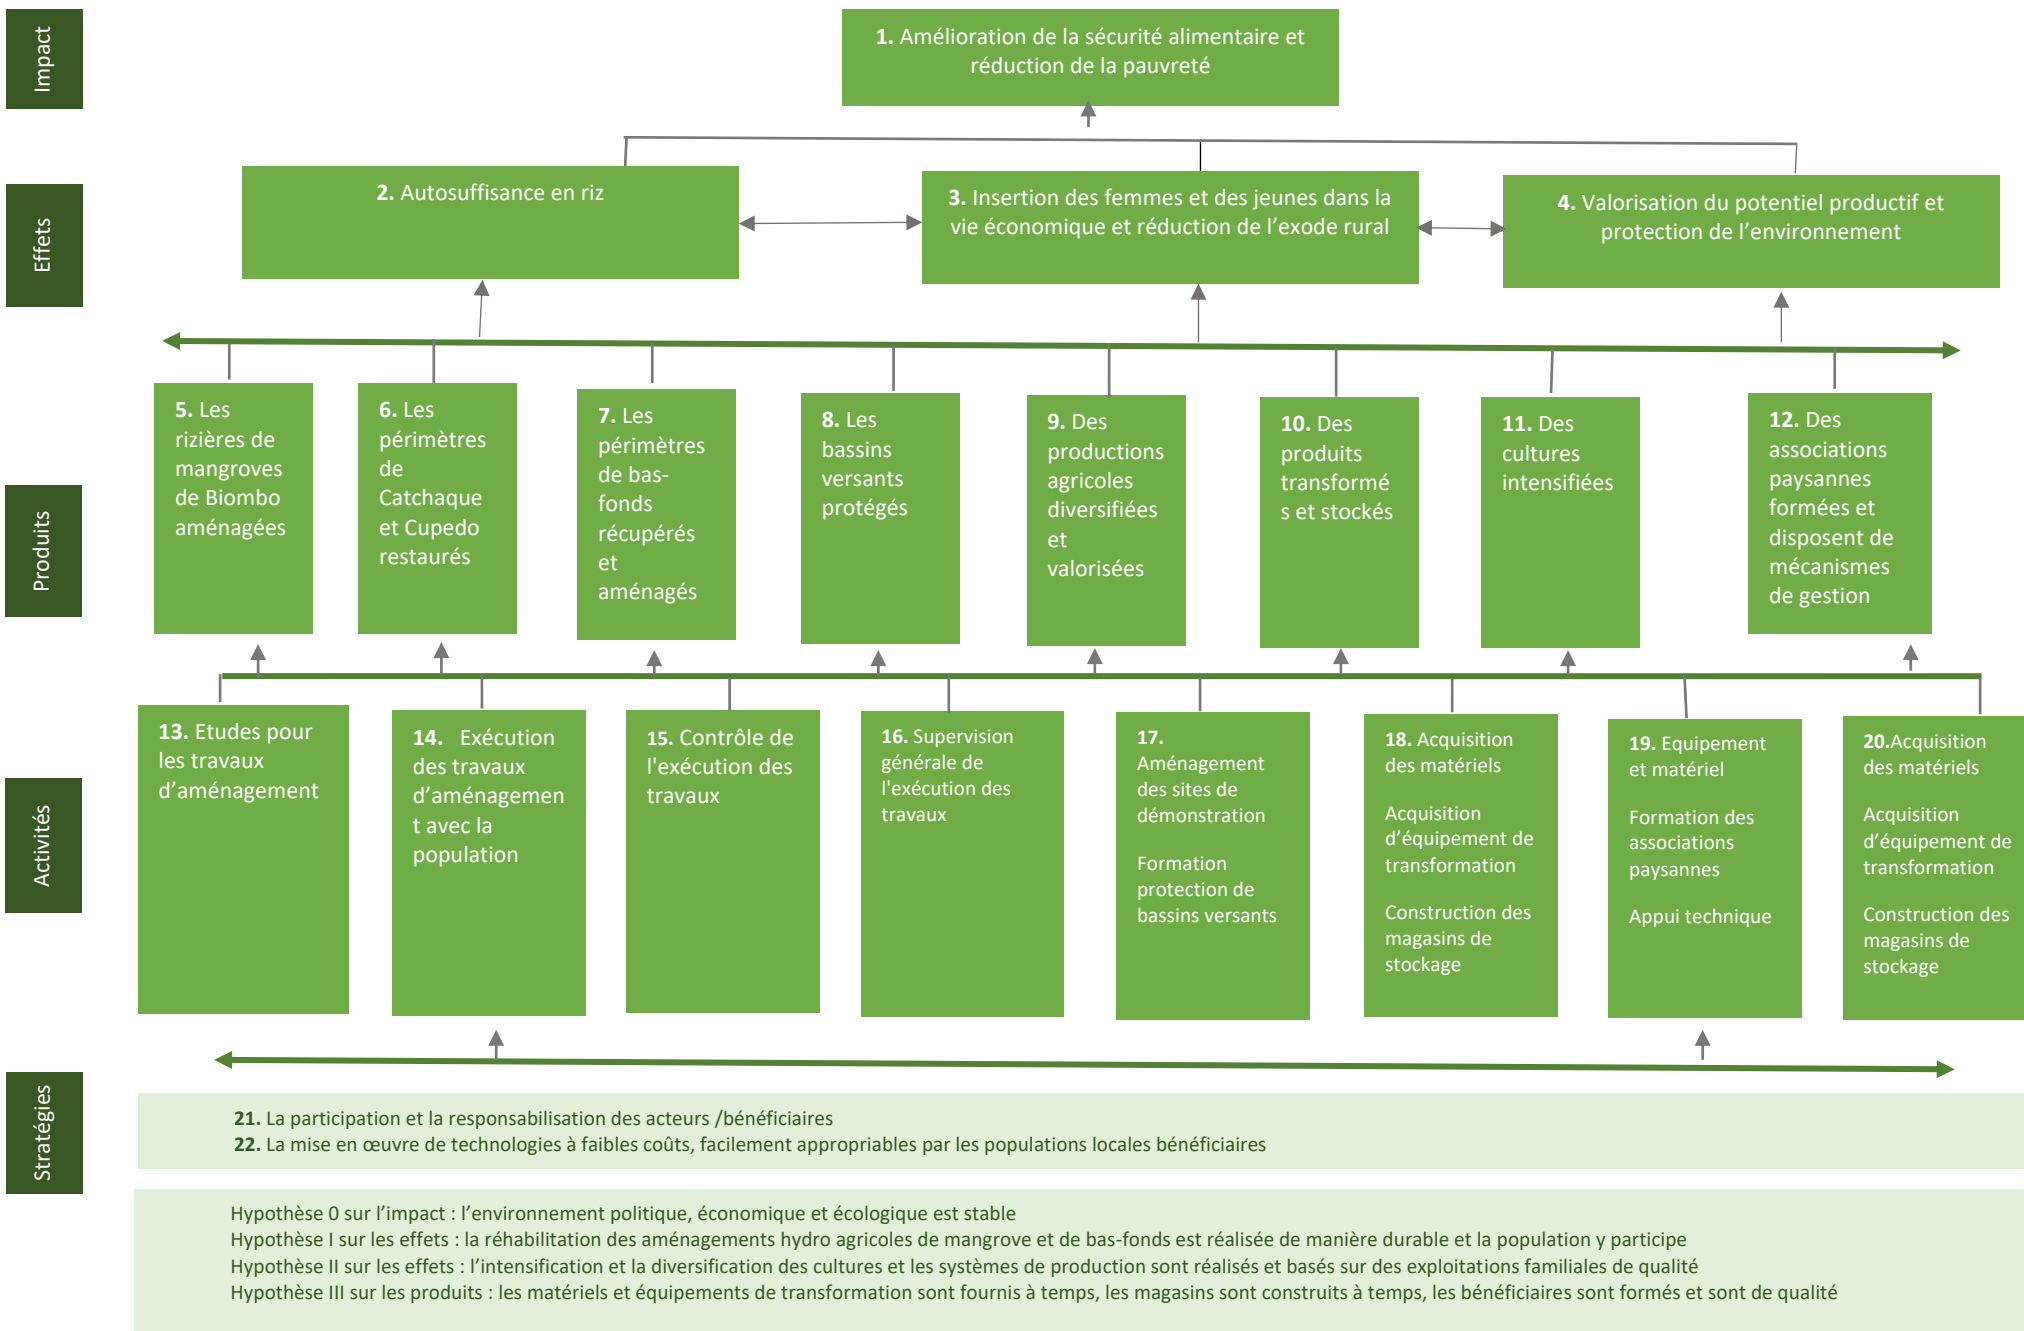 Impact
1. Amélioration de la sécurité alimentaire et
réduction de la pauvreté
Effets
2. Autosuffisance en riz
3. Insertion des femmes et des jeunes dans la
vie économique et réduction de l’exode rural
4. Valorisation du potentiel productif et
protection de l’environnement
Produits
5. Les
rizières de
mangroves
de Biombo
aménagées
6. Les
périmètres
de
Catchaque
et Cupedo
restaurés
7. Les
périmètres
de bas-
fonds
récupérés
et
aménagés
8. Les
bassins
versants
protégés
9. Des
productions
agricoles
diversifiées
et
valorisées
10. Des
produits
transformé
s et stockés
11. Des
cultures
intensifiées
12. Des
associations
paysannes
formées et
disposent de
mécanismes
de gestion
Activités
13. Etudes pour
les travaux
d’aménagement
14. Exécution
des travaux
d’aménagemen
t avec la
population
15. Contrôle de
l'exécution des
travaux
16. Supervision
générale de
l'exécution des
travaux
17.
Aménagement
des sites de
démonstration
Formation
protection de
bassins versants
18. Acquisition
des matériels
Acquisition
d’équipement de
transformation
Construction des
magasins de
stockage
19. Equipement
et matériel
Formation des
associations
paysannes
Appui technique
20.Acquisition
des matériels
Acquisition
d’équipement de
transformation
Construction des
magasins de
stockage
Stratégies
21. La participation et la responsabilisation des acteurs /bénéficiaires
22. La mise en œuvre de technologies à faibles coûts, facilement appropriables par les populations locales bénéficiaires
Hypothèse 0 sur l’impact : l’environnement politique, économique et écologique est stable
Hypothèse I sur les effets : la réhabilitation des aménagements hydro agricoles de mangrove et de bas-fonds est réalisée de manière durable et la population y participe
Hypothèse II sur les effets : l’intensification et la diversification des cultures et les systèmes de production sont réalisés et basés sur des exploitations familiales de qualité
Hypothèse III sur les produits : les matériels et équipements de transformation sont fournis à temps, les magasins sont construits à temps, les bénéficiaires sont formés et sont de qualité